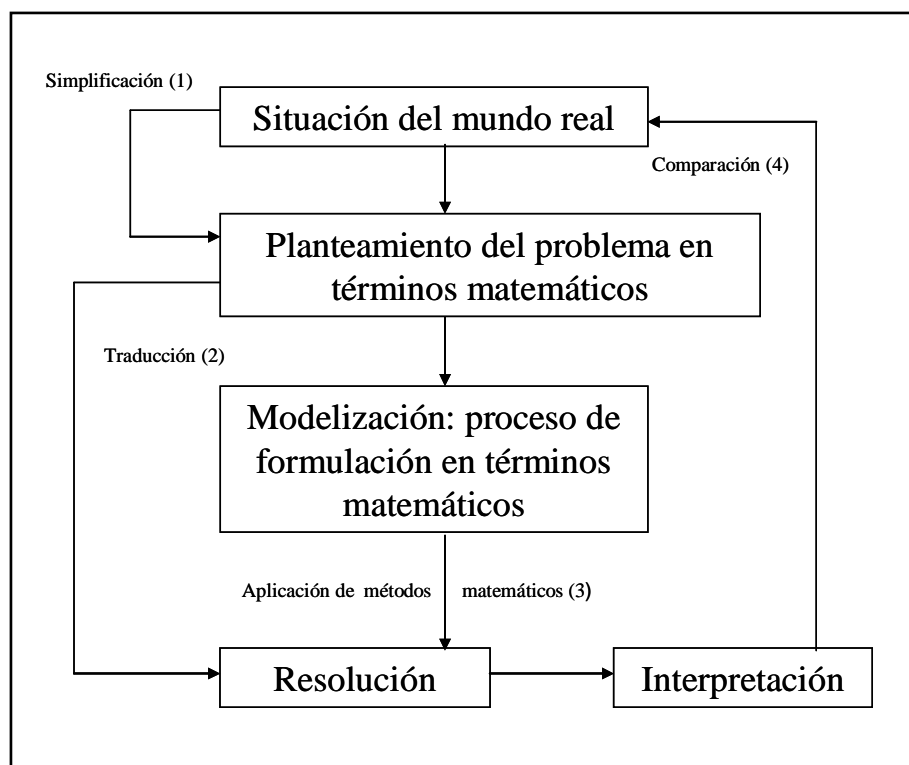 Simplificación (1)
Situación del mundo real
Comparación (4)
Planteamiento del problema en
términos matemáticos
Traducción (2)
Modelización: proceso de
formulación en términos
matemáticos
Aplicación de métodos matemáticos (3)
Resolución
Interpretación